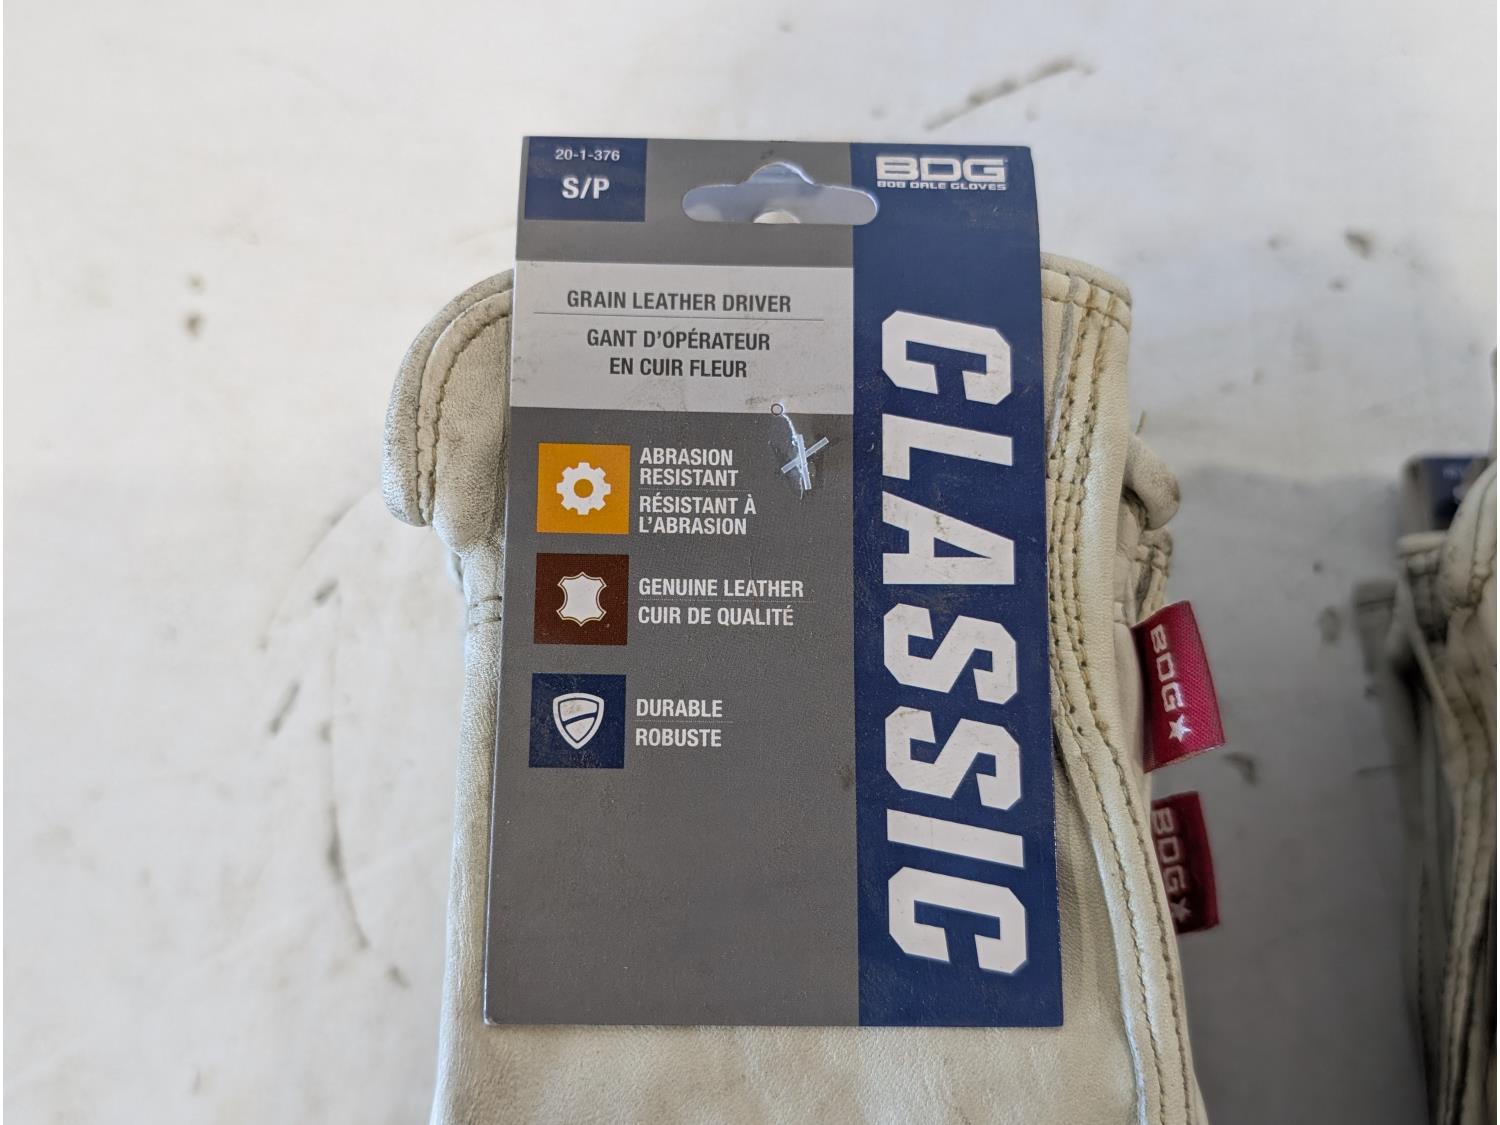 20-1-376
S/P
BDG
BOB DALE GLOVES
GRAIN LEATHER DRIVER
GANT D'OPÉRATEUR
EN CUIR FLEUR
ABRASION
RESISTANT
RÉSISTANT À
L'ABRASION
GENUINE LEATHER
CUIR DE QUALITÉ
DURABLE
ROBUSTE
CLASSIC
BDG
BDG